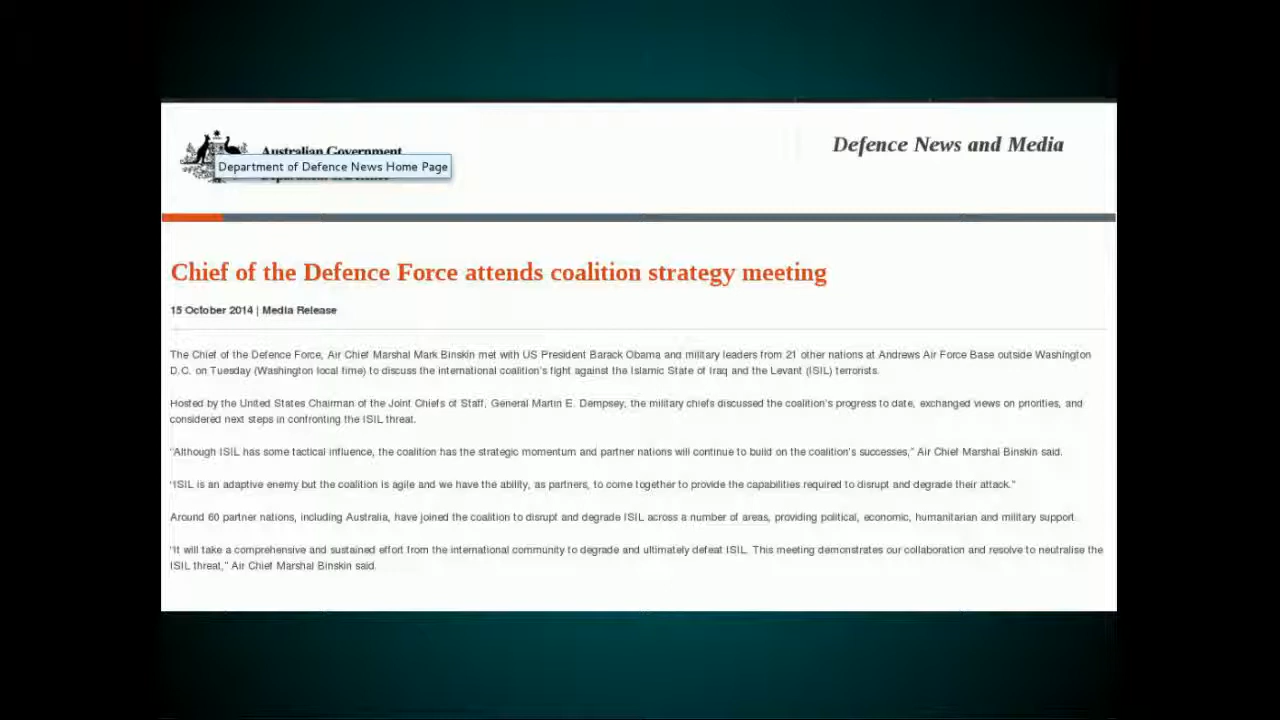 Australian Government
Department of Defence News Home Page
Defence News and Media
Chief of the Defence Force attends coalition strategy meeting
15 October 2014 | Media Release
The Chief of the Defence Force, Air Chief Marshal Mark Binskin met with US President Barack Obama and military leaders from 21 other nations at Andrews Air Force Base outside Washington
D.C. on Tuesday (Washington local time) to discuss the international coalition's fight against the Islamic State of Iraq and the Levant (ISIL) terrorists.
Hosted by the United States Chairman of the Joint Chiefs of Staff, General Martin E. Dempsey, the military chiefs discussed the coalition's progress to date, exchanged views on priorities, and
considered next steps in confronting the ISIL threat.
“Although ISIL has some tactical influence, the coalition has the strategic momentum and partner nations will continue to build on the coalition's successes,” Air Chief Marshal Binskin said.
“ISIL is an adaptive enemy but the coalition is agile and we have the ability, as partners, to come together to provide the capabilities required to disrupt and degrade their attack.”
Around 60 partner nations, including Australia, have joined the coalition to disrupt and degrade ISIL across a number of areas, providing political, economic, humanitarian and military support.
“It will take a comprehensive and sustained effort from the international community to degrade and ultimately defeat ISIL. This meeting demonstrates our collaboration and resolve to neutralise the
ISIL threat,” Air Chief Marshal Binskin said.